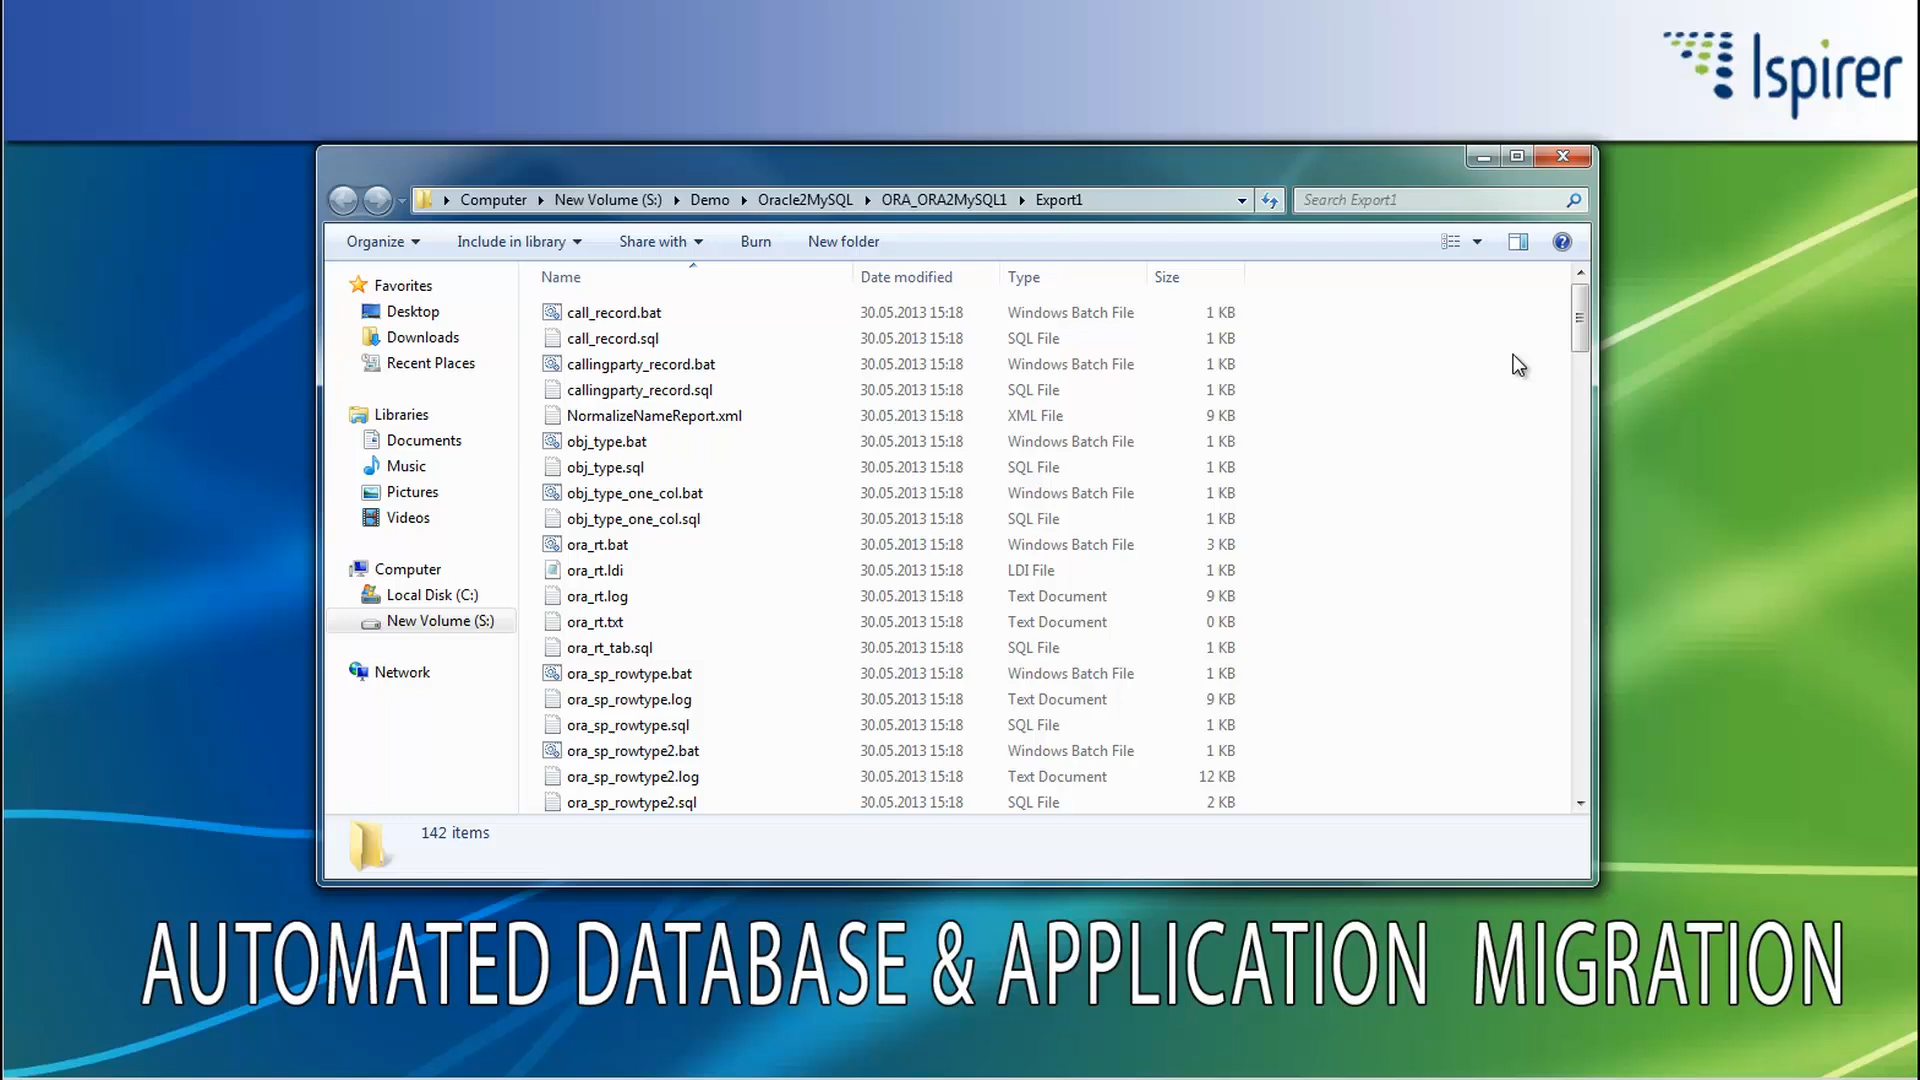 Ispirer
Computer New Volume (S:) Demo Oracle2MySQL ORA_ORA2MySQL1 Export1 Search Export1
Organize Include in library Share with Burn New folder
Name Date modified Type Size
Favorites
Desktop
Downloads
Recent Places
Libraries
Documents
Music
Pictures
Videos
Computer
Local Disk (C:)
New Volume (S:)
Network
call_record.bat 30.05.2013 15:18 Windows Batch File 1 KB
call_record.sql 30.05.2013 15:18 SQL File 1 KB
callingparty_record.bat 30.05.2013 15:18 Windows Batch File 1 KB
callingparty_record.sql 30.05.2013 15:18 SQL File 1 KB
NormalizeNameReport.xml 30.05.2013 15:18 XML File 9 KB
obj_type.bat 30.05.2013 15:18 Windows Batch File 1 KB
obj_type.sql 30.05.2013 15:18 SQL File 1 KB
obj_type_one_col.bat 30.05.2013 15:18 Windows Batch File 1 KB
obj_type_one_col.sql 30.05.2013 15:18 SQL File 1 KB
ora_rt.bat 30.05.2013 15:18 Windows Batch File 3 KB
ora_rt.ldi 30.05.2013 15:18 LDI File 1 KB
ora_rt.log 30.05.2013 15:18 Text Document 9 KB
ora_rt.txt 30.05.2013 15:18 Text Document 0 KB
ora_rt_tab.sql 30.05.2013 15:18 SQL File 1 KB
ora_sp_rowtype.bat 30.05.2013 15:18 Windows Batch File 1 KB
ora_sp_rowtype.log 30.05.2013 15:18 Text Document 9 KB
ora_sp_rowtype.sql 30.05.2013 15:18 SQL File 1 KB
ora_sp_rowtype2.bat 30.05.2013 15:18 Windows Batch File 1 KB
ora_sp_rowtype2.log 30.05.2013 15:18 Text Document 12 KB
ora_sp_rowtype2.sql 30.05.2013 15:18 SQL File 2 KB
142 items
AUTOMATED DATABASE & APPLICATION MIGRATION